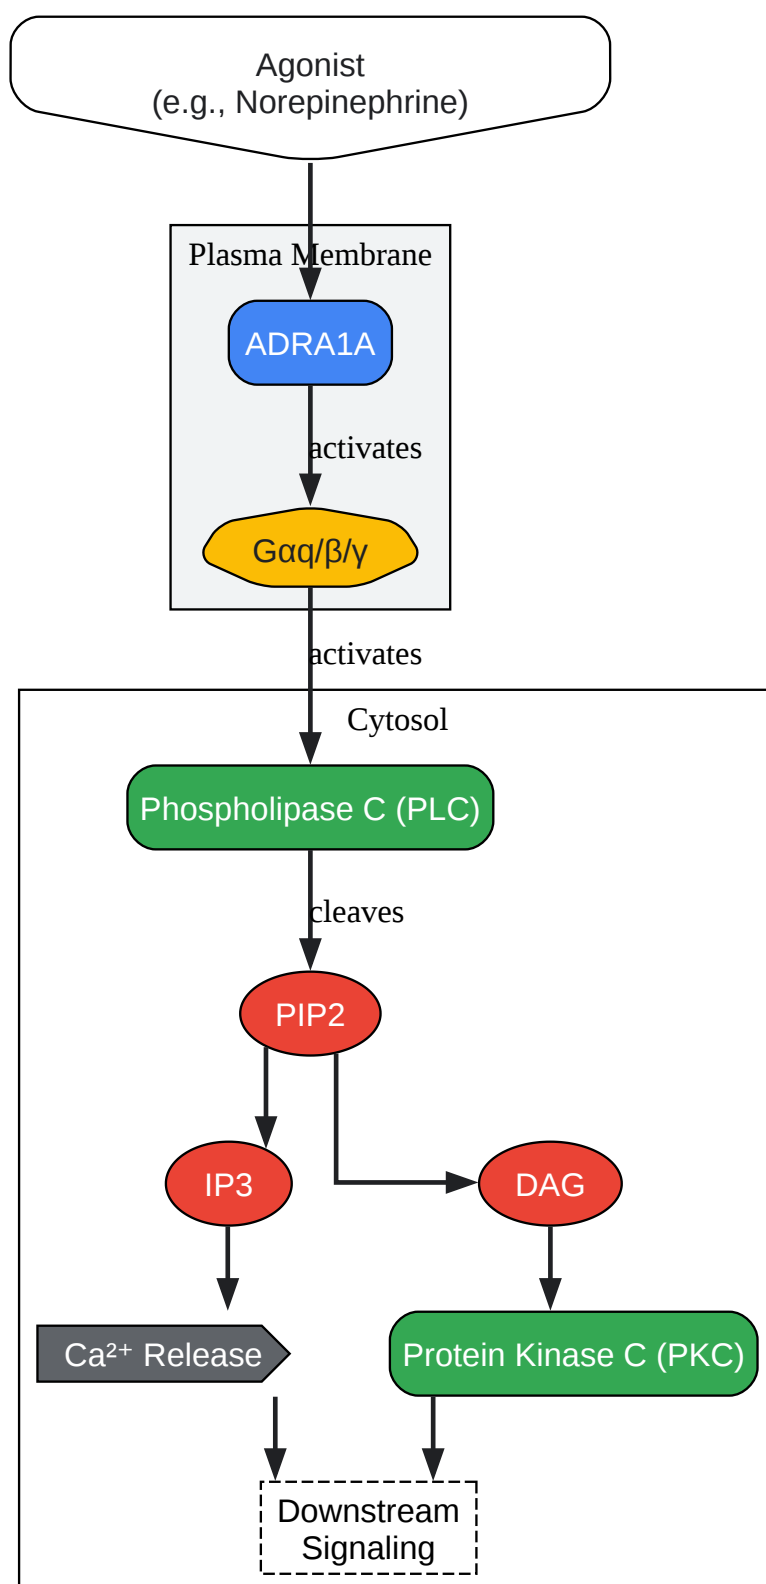 Agonist
(e.g., Norepinephrine)
Plasma Membrane
ADRA1A
activates
Gαq/β/γ
activates
Cytosol
Phospholipase C (PLC)
cleaves
PIP2
IP3
DAG
Ca²⁺ Release
Protein Kinase C (PKC)
Downstream
Signaling